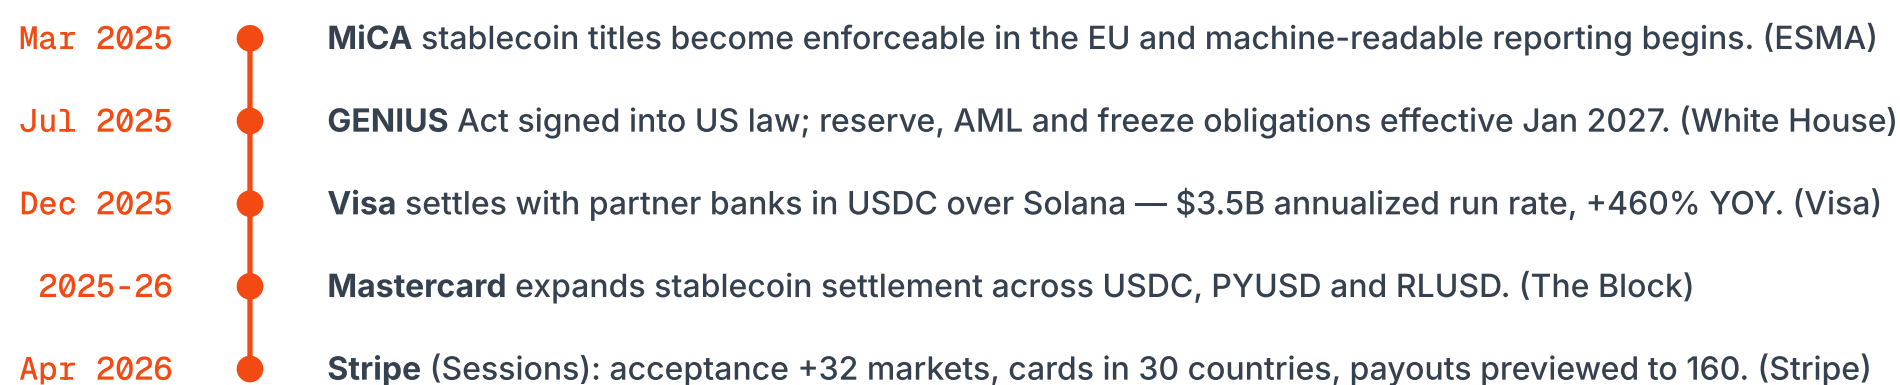 Mar 2025 MiCA stablecoin titles become enforceable in the EU and machine-readable reporting begins. (ESMA)
Jul 2025 GENIUS Act signed into US law; reserve, AML and freeze obligations effective Jan 2027. (White House)
Dec 2025 Visa settles with partner banks in USDC over Solana — $3.5B annualized run rate, +460% YOY. (Visa)
2025-26 Mastercard expands stablecoin settlement across USDC, PYUSD and RLUSD. (The Block)
Apr 2026 Stripe (Sessions): acceptance +32 markets, cards in 30 countries, payouts previewed to 160. (Stripe)